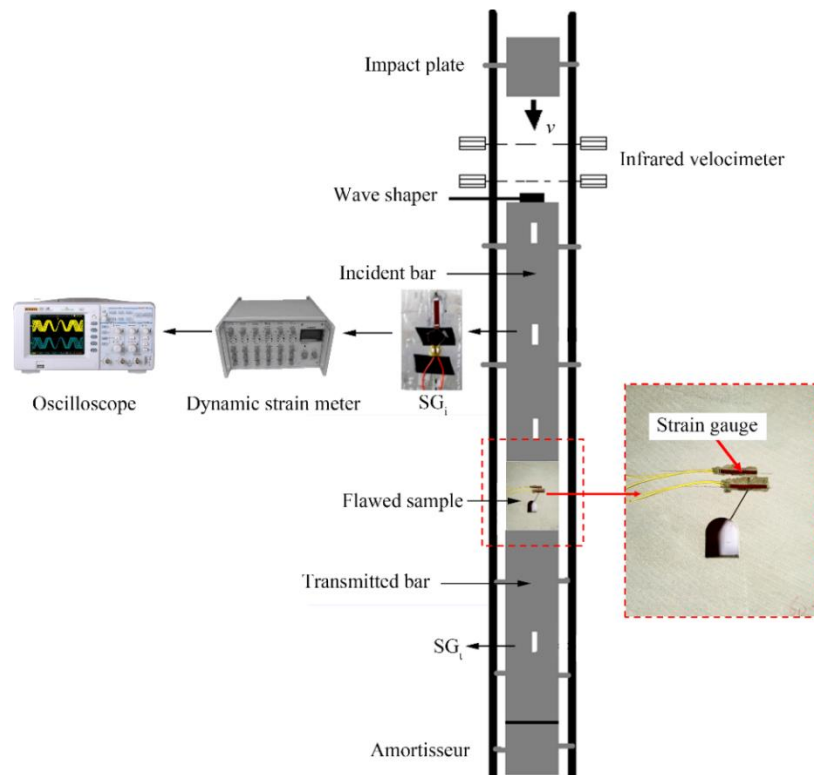 Impact plate
v
Infrared velocimeter
Wave shaper
Incident bar
Oscilloscope
Dynamic strain meter
SGi
Strain gauge
Flawed sample
Transmitted bar
SGt
Amortisseur